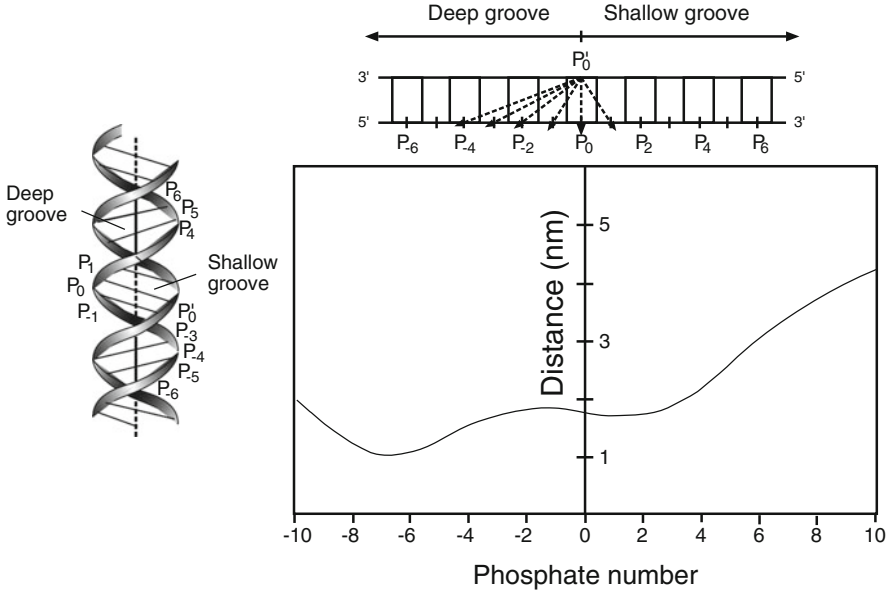 Deep groove
Shallow groove
P'0
3'
5'
5'
3'
P-6
P-4
P-2
P0
P2
P4
P6
Deep
groove
P6
P5
P4
P1
P0
P-1
Shallow
groove
P'0
P-3
P-4
P-5
P-6
Distance (nm)
5
3
1
-10
-8
-6
-4
-2
0
2
4
6
8
10
Phosphate number